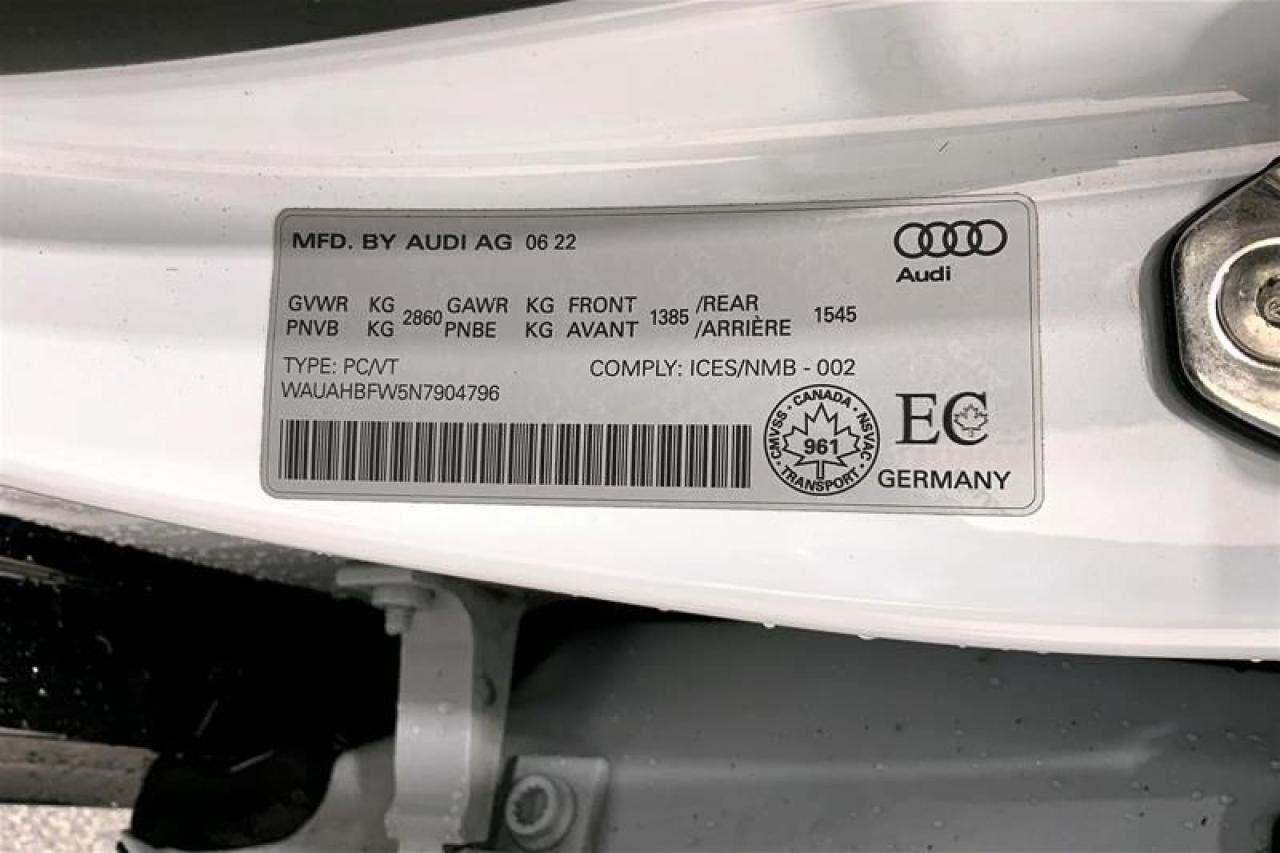 MFD. BY AUDI AG 06 22
Audi
GVWR KG 2860 GAWR KG FRONT 1385 /REAR 1545
PNVB KG PNBE KG AVANT /ARRIÈRE
TYPE: PC/VT COMPLY: ICES/NMB - 002
WAUAHBFW5N7904796
CMVSS · CANADA · NSVAC · TRANSPORT ·
961
EC
GERMANY